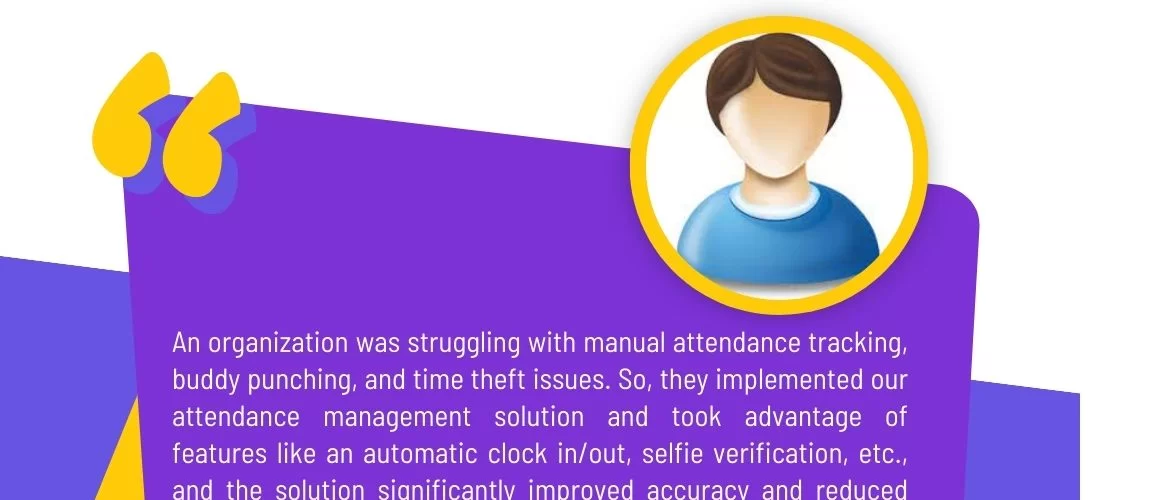 An organization was struggling with manual attendance tracking,
buddy punching, and time theft issues. So, they implemented our
attendance management solution and took advantage of
features like an automatic clock in/out, selfie verification, etc.,
and the solution significantly improved accuracy and reduced